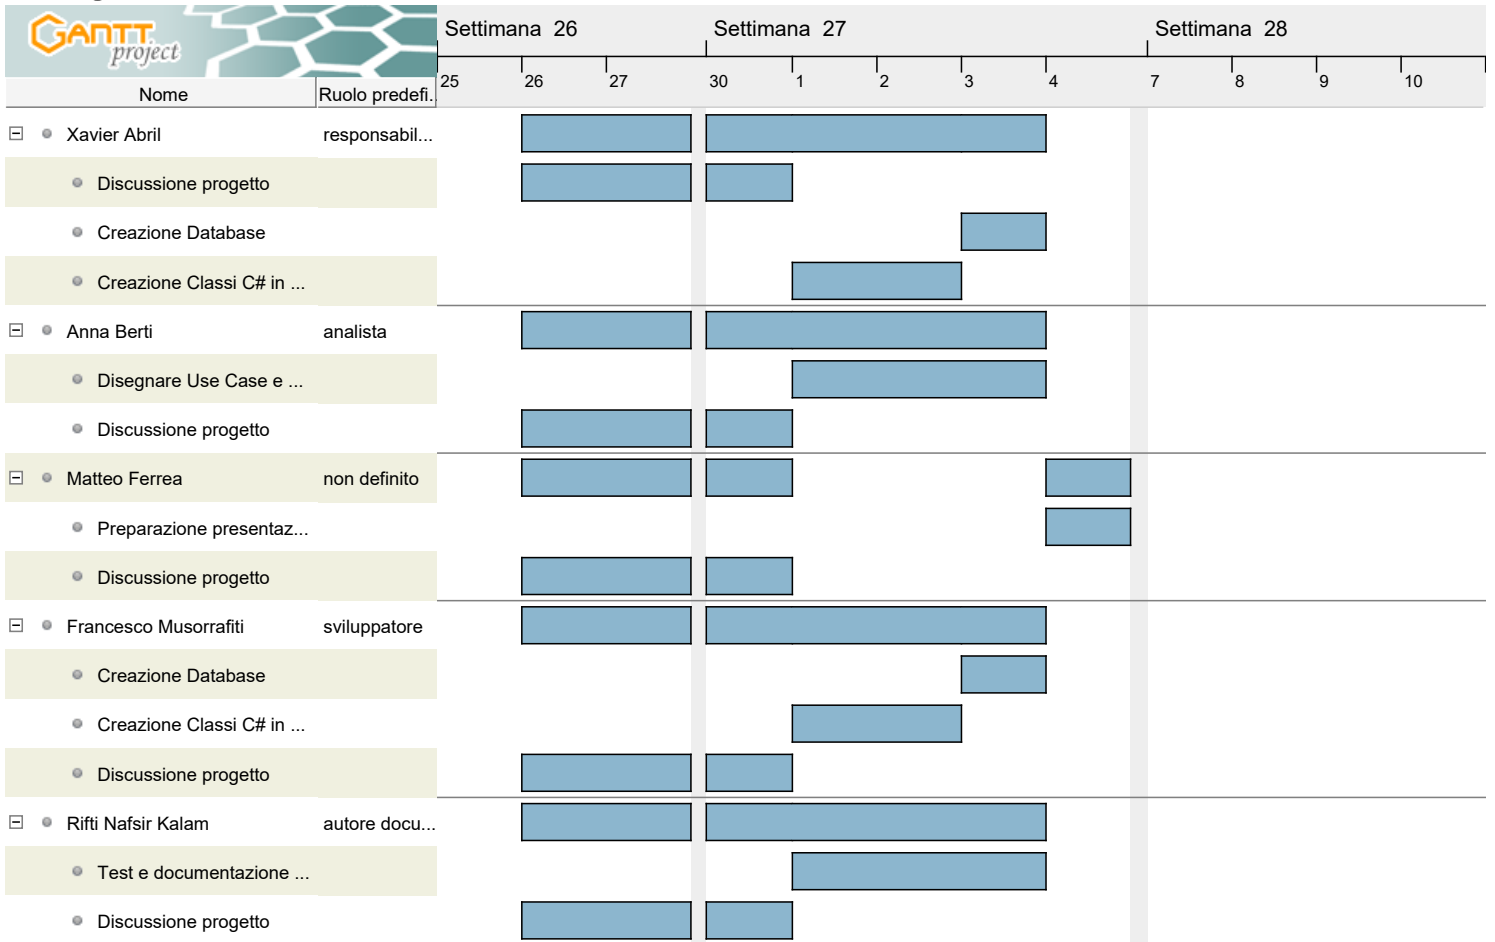 GANTT project
Settimana 26 Settimana 27 Settimana 28
25 26 27 30 1 2 3 4 7 8 9 10
Nome Ruolo predefi.
Xavier Abril responsabil...
Discussione progetto
Creazione Database
Creazione Classi C# in ...
Anna Berti analista
Disegnare Use Case e ...
Discussione progetto
Matteo Ferrea non definito
Preparazione presentaz...
Discussione progetto
Francesco Musorrafiti sviluppatore
Creazione Database
Creazione Classi C# in ...
Discussione progetto
Rifti Nafsir Kalam autore docu...
Test e documentazione ...
Discussione progetto